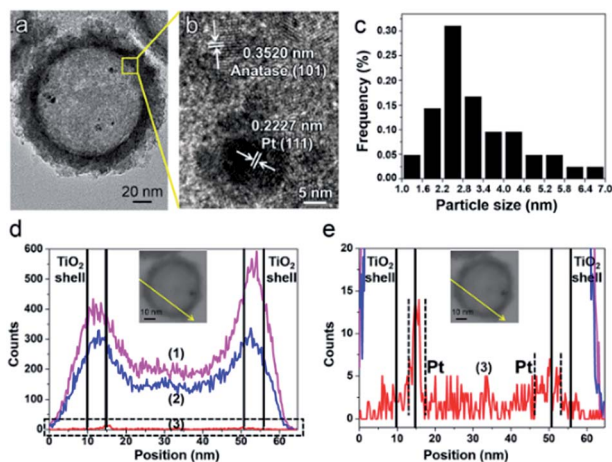 a
20 nm
b
0.3520 nm
Anatase (101)
0.2227 nm
Pt (111)
5 nm
c
Frequency (%)
0.30
0.25
0.20
0.15
0.10
0.05
0.00
1.0 1.6 2.2 2.8 3.4 4.0 4.6 5.2 5.8 6.4 7.0
Particle size (nm)
d
Counts
600
500
400
300
200
100
0
TiO2 shell
10 nm
TiO2 shell
(1)
(2)
(3)
0 10 20 30 40 50 60
Position (nm)
e
Counts
20
15
10
5
0
TiO2 shell
10 nm
TiO2 shell
Pt
(3)
Pt
0 10 20 30 40 50 60
Position (nm)